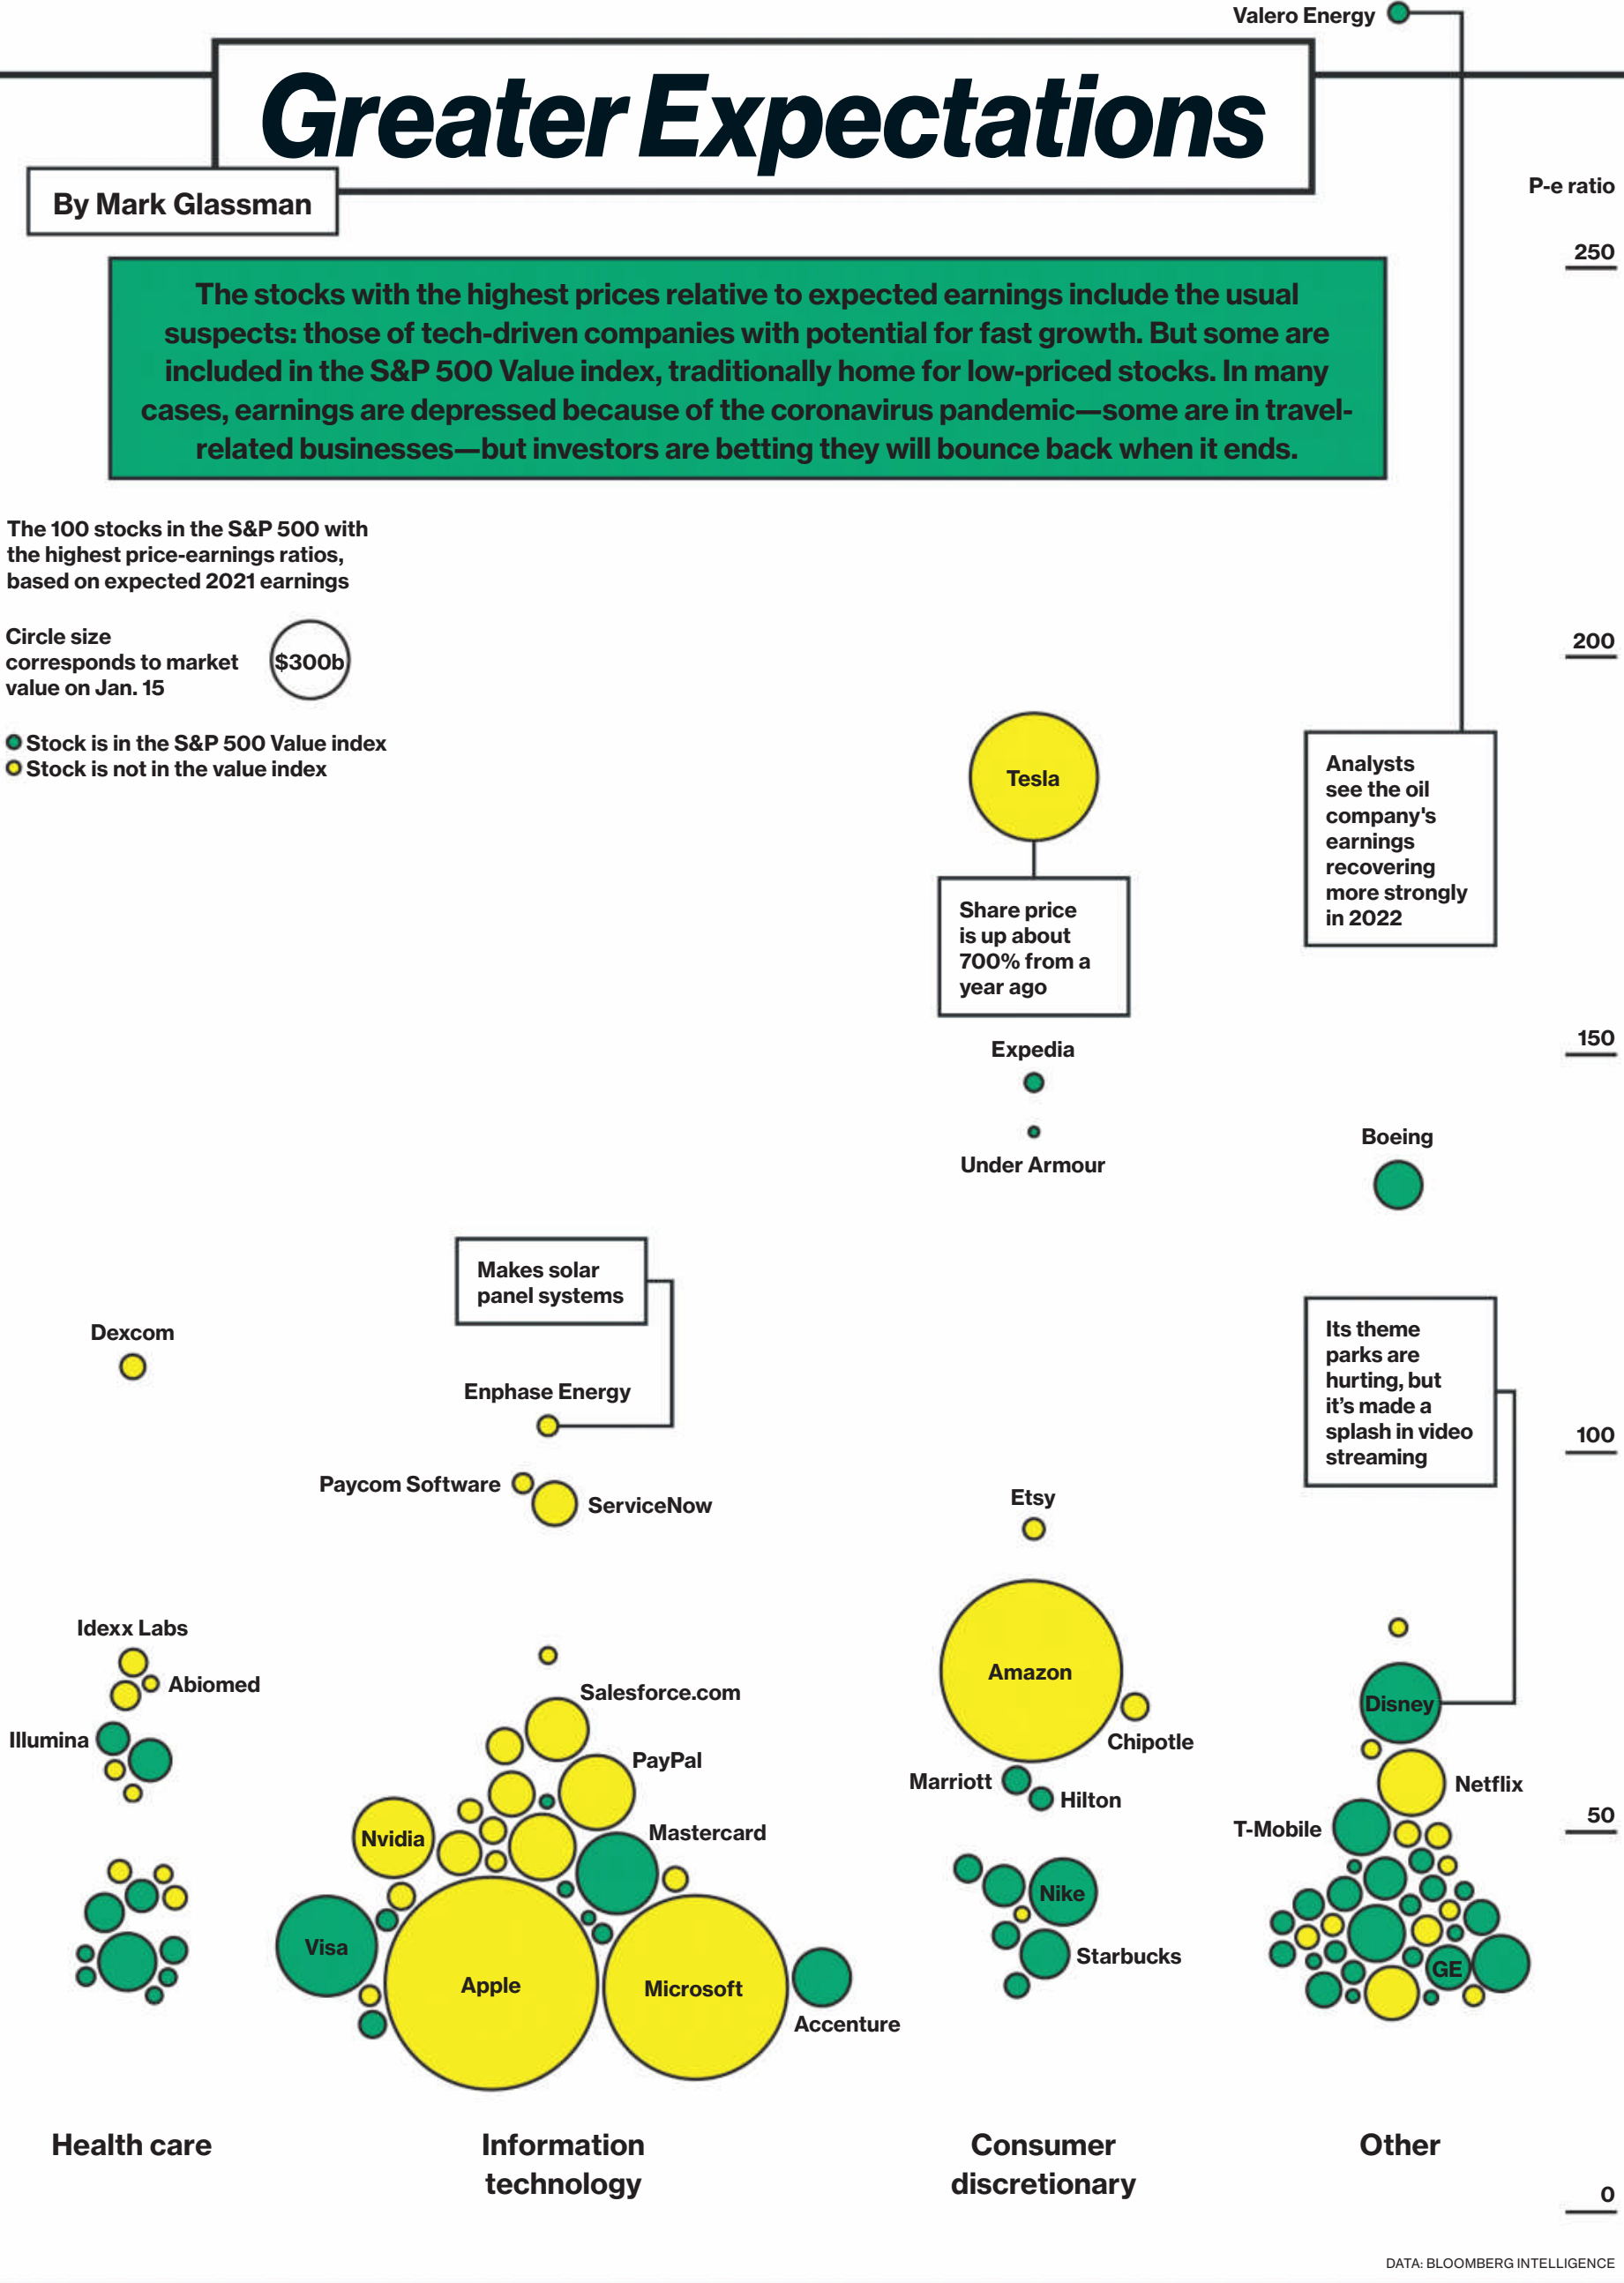 Valero Energy
Greater Expectations
By Mark Glassman
P-e ratio
250
The stocks with the highest prices relative to expected earnings include the usual
suspects: those of tech-driven companies with potential for fast growth. But some are
included in the S&P 500 Value index, traditionally home for low-priced stocks. In many
cases, earnings are depressed because of the coronavirus pandemic—some are in travel-
related businesses—but investors are betting they will bounce back when it ends.
The 100 stocks in the S&P 500 with
the highest price-earnings ratios,
based on expected 2021 earnings
Circle size
corresponds to market
value on Jan. 15
$300b
Stock is in the S&P 500 Value index
Stock is not in the value index
200
Tesla
Share price
is up about
700% from a
year ago
Analysts
see the oil
company's
earnings
recovering
more strongly
in 2022
150
Expedia
Under Armour
Boeing
Makes solar
panel systems
Dexcom
Enphase Energy
Its theme
parks are
hurting, but
it's made a
splash in video
streaming
100
Paycom Software
ServiceNow
Etsy
Idexx Labs
Abiomed
Illumina
Salesforce.com
PayPal
Nvidia
Mastercard
Amazon
Chipotle
Marriott
Hilton
Disney
Netflix
T-Mobile
50
Visa
Apple
Microsoft
Accenture
Nike
Starbucks
GE
Health care
Information
technology
Consumer
discretionary
Other
0
DATA: BLOOMBERG INTELLIGENCE